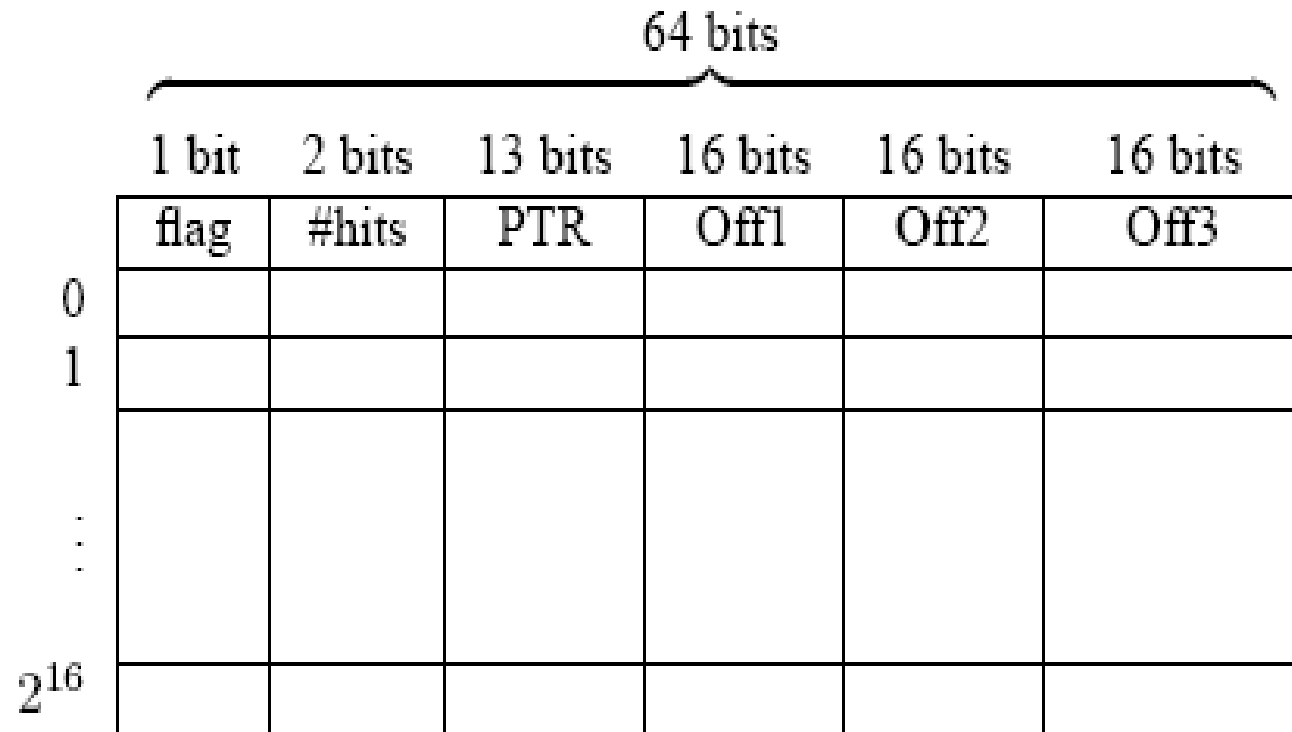 64 bits
1 bit 2 bits 13 bits 16 bits 16 bits 16 bits
flag #hits PTR Off1 Off2 Off3
0
1
⋮
2^16